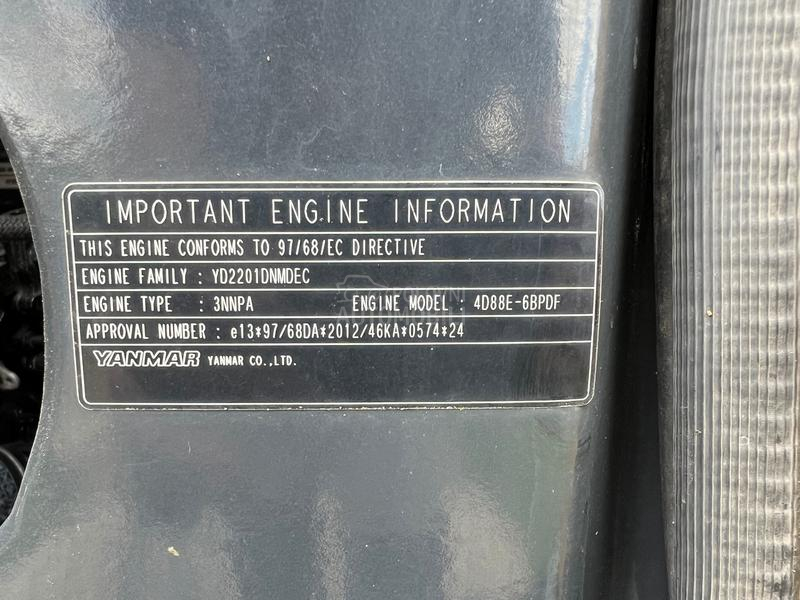 IMPORTANT ENGINE INFORMATION
THIS ENGINE CONFORMS TO 97/68/EC DIRECTIVE
ENGINE FAMILY : YD2201DNMDEC
ENGINE TYPE : 3NNPA ENGINE MODEL : 4D88E-6BPDF
APPROVAL NUMBER : e13*97/68DA*2012/46KA*0574*24
YANMAR YANMAR CO.,LTD.